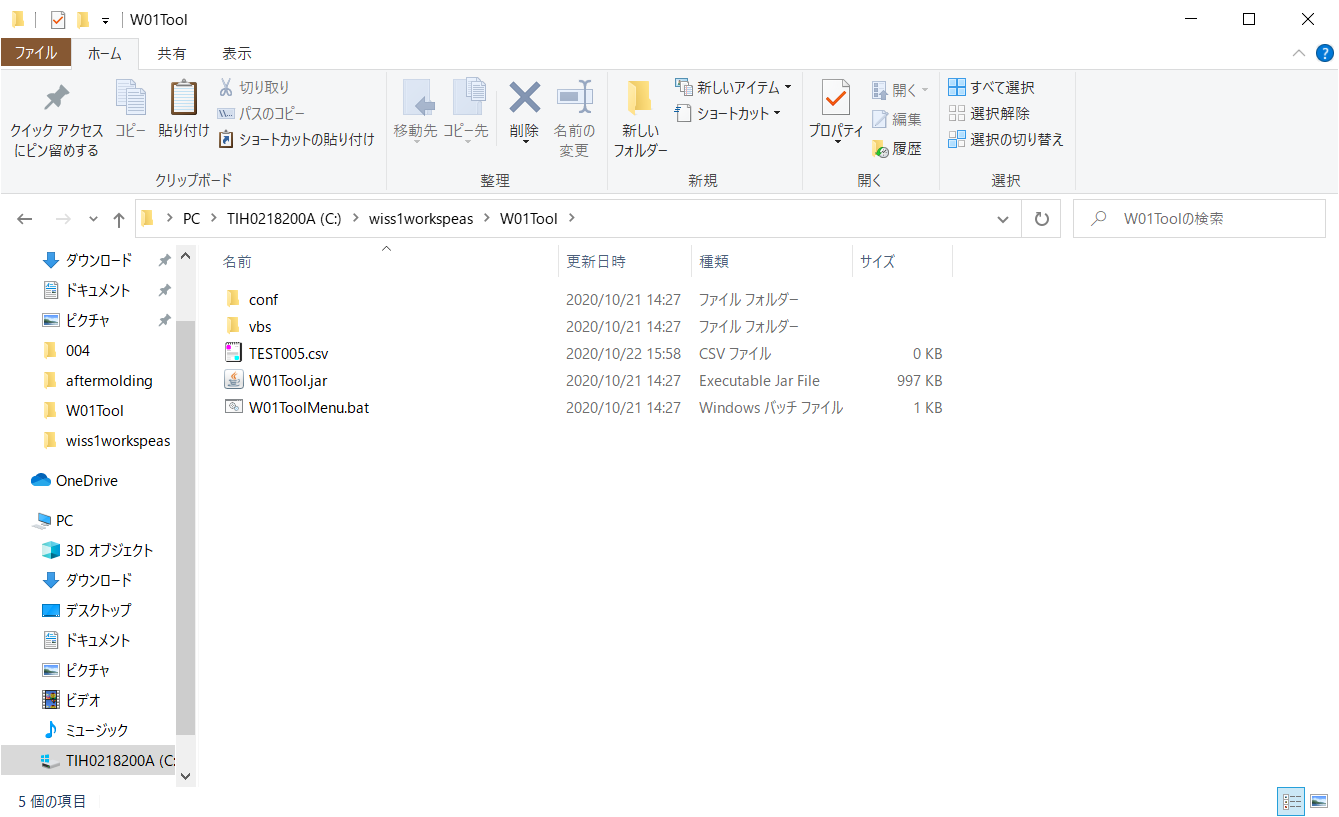 W01Tool
ファイル ホーム 共有 表示
クイック アクセス
にピン留めする
コピー
貼り付け
切り取り
パスのコピー
ショートカットの貼り付け
クリップボード
移動先
コピー先
削除
名前の
変更
整理
新しい
フォルダー
新しいアイテム
ショートカット
新規
プロパティ
開く
編集
履歴
開く
すべて選択
選択解除
選択の切り替え
選択
PC TIH0218200A (C:) wiss1workspeas W01Tool
W01Toolの検索
ダウンロード
ドキュメント
ピクチャ
004
aftermolding
W01Tool
wiss1workspeas
OneDrive
PC
3D オブジェクト
ダウンロード
デスクトップ
ドキュメント
ピクチャ
ビデオ
ミュージック
TIH0218200A (C:
名前 更新日時 種類 サイズ
conf 2020/10/21 14:27 ファイル フォルダー
vbs 2020/10/21 14:27 ファイル フォルダー
TEST005.csv 2020/10/22 15:58 CSV ファイル 0 KB
W01Tool.jar 2020/10/21 14:27 Executable Jar File 997 KB
W01ToolMenu.bat 2020/10/21 14:27 Windows バッチ ファイル 1 KB
5 個の項目